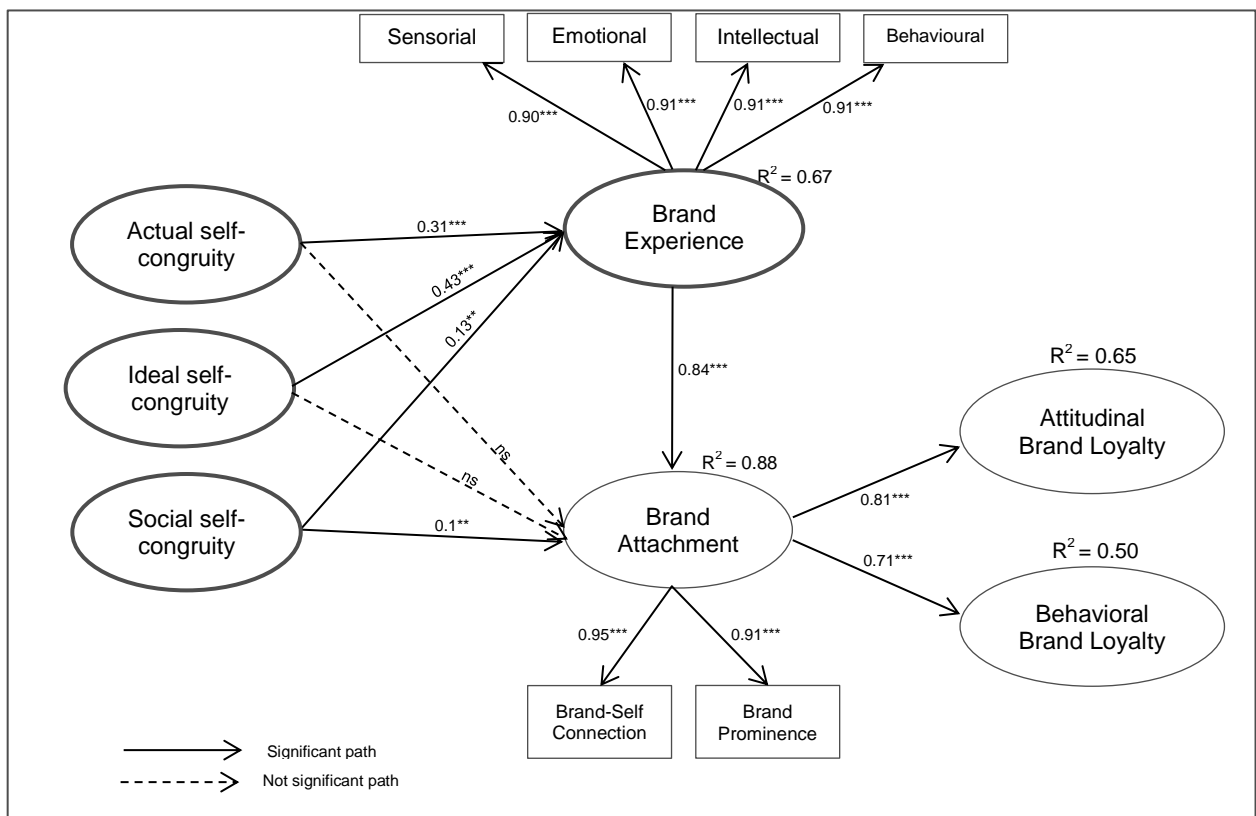 Sensorial
Emotional
Intellectual
Behavioural
0.90***
0.91***
0.91***
0.91***
R² = 0.67
Brand
Experience
Actual self-
congruity
0.31***
0.43***
0.13**
Ideal self-
congruity
0.84***
R² = 0.65
Attitudinal
Brand Loyalty
ns
ns
R² = 0.88
Social self-
congruity
0.1**
Brand
Attachment
0.81***
0.71***
R² = 0.50
Behavioral
Brand Loyalty
0.95***
0.91***
Brand-Self
Connection
Brand
Prominence
Significant path
Not significant path